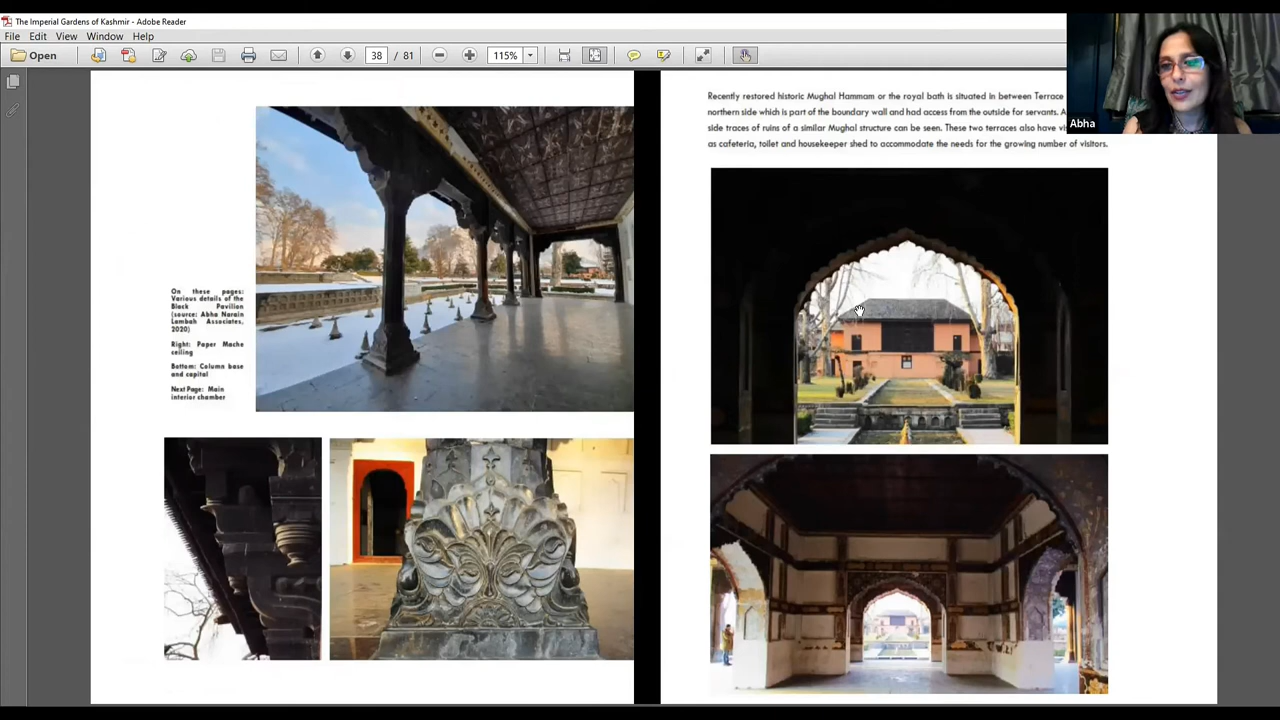 The Imperial Gardens of Kashmir - Adobe Reader
File Edit View Window Help
Open 38 / 81 115%
Abha
On these pages:
Various details of the
Black Pavilion
(source: Abha Narain
Lambah Associates,
2020)
Right: Paper Mache
ceiling
Bottom: Column base
and capital
Next Page: Main
interior chamber
Recently restored historic Mughal Hammam or the royal bath is situated in between Terrace
northern side which is part of the boundary wall and had access from the outside for servants. A
side traces of ruins of a similar Mughal structure can be seen. These two terraces also have vi
as cafeteria, toilet and housekeeper shed to accommodate the needs for the growing number of visitors.